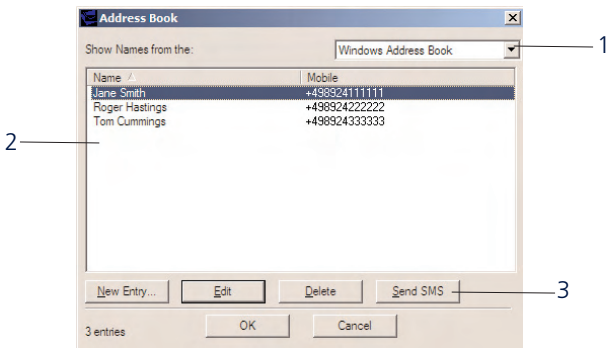 Address Book
Show Names from the: Windows Address Book 1
Name Mobile
Jane Smith +498924111111
Roger Hastings +498924222222
Tom Cummings +498924333333
2
New Entry... Edit Delete Send SMS 3
3 entries OK Cancel